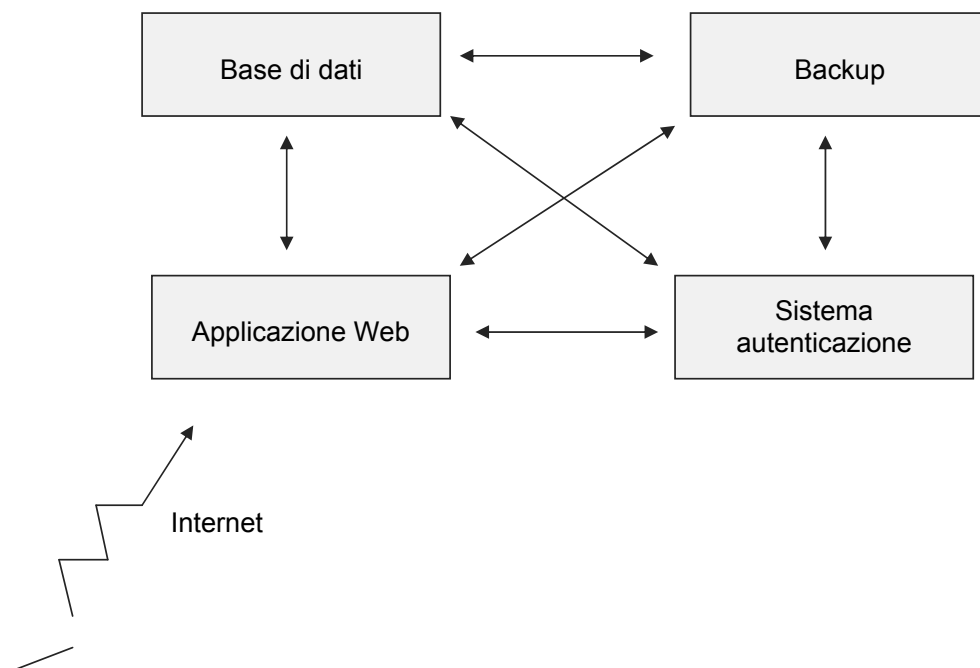 Base di dati
Backup
Applicazione Web
Sistema
autenticazione
Internet